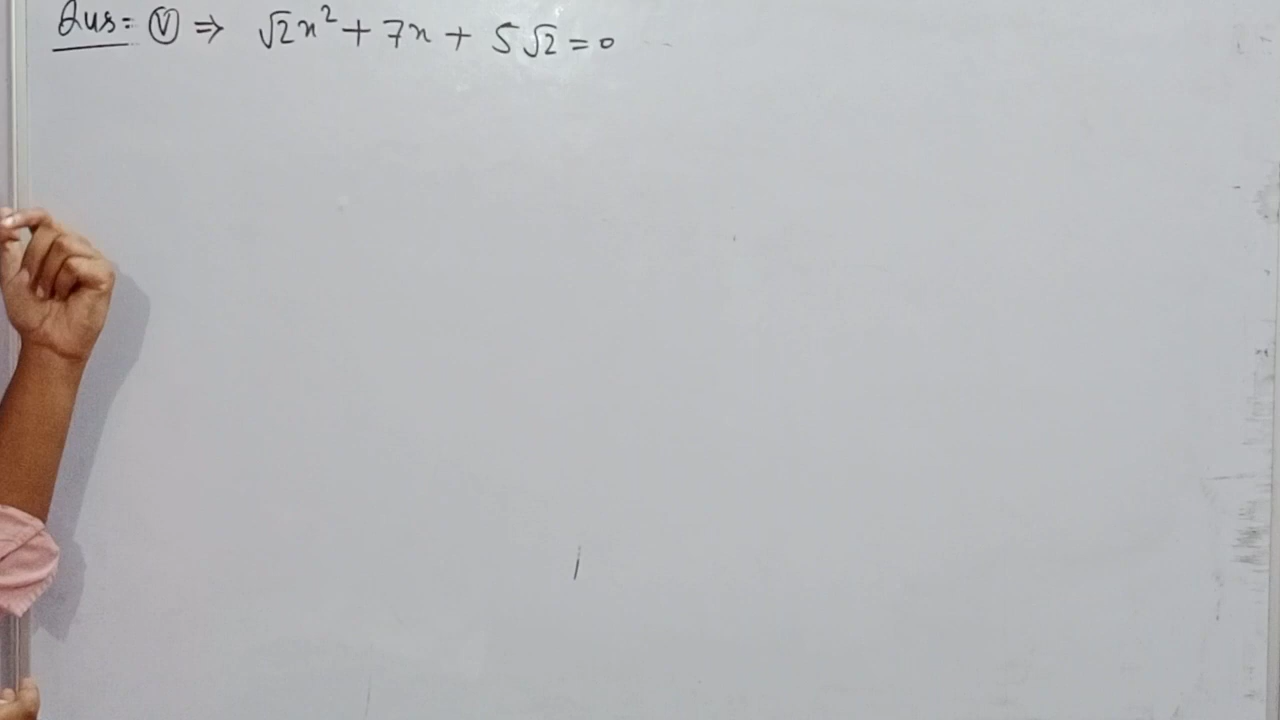 Qus: (V) ⇒ √2x² + 7x + 5√2 = 0